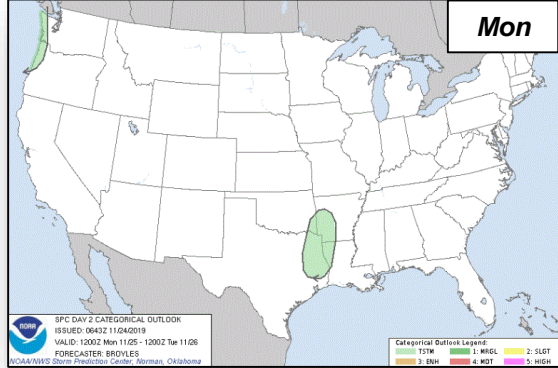 Mon
NOAA
SPC DAY 2 CATEGORICAL OUTLOOK
ISSUED: 0643Z 11/24/2019
VALID: 1200Z Mon 11/25 - 1200Z Tue 11/26
FORECASTER: BROYLES
NOAA/NWS Storm Prediction Center, Norman, Oklahoma
Categorical Outlook Legend:
TSTM 1: MRGL 2: SLGT
3: ENH 4: MDT 5: HIGH